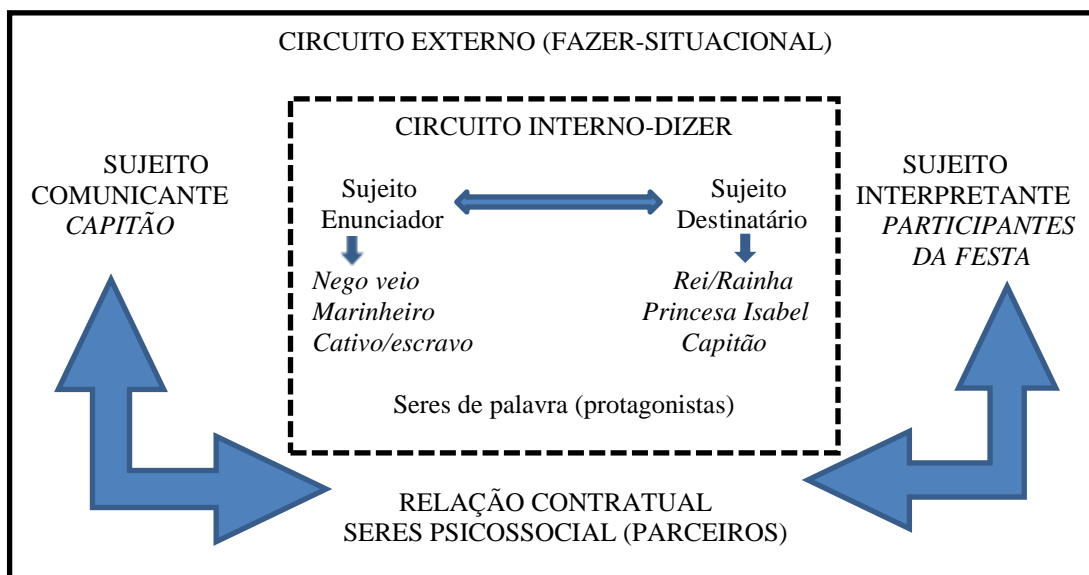 CIRCUITO EXTERNO (FAZER-SITUACIONAL)
CIRCUITO INTERNO-DIZER
SUJEITO
COMUNICANTE
CAPITÃO
Sujeito
Enunciador
Nego veio
Marinheiro
Cativo/escravo
Sujeito
Destinatário
Rei/Rainha
Princesa Isabel
Capitão
SUJEITO
INTERPRETANTE
PARTICIPANTES
DA FESTA
Seres de palavra (protagonistas)
RELAÇÃO CONTRATUAL
SERES PSICOSSOCIAL (PARCEIROS)